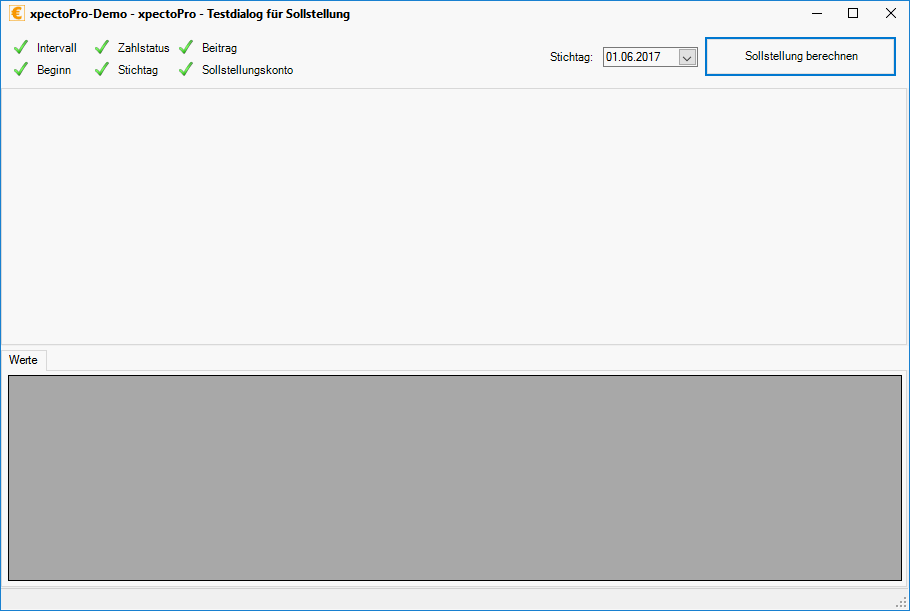 xpectoPro-Demo - xpectoPro - Testdialog für Sollstellung
Intervall Zahlstatus Beitrag
Beginn Stichtag Sollstellungskonto
Stichtag: 01.06.2017 Sollstellung berechnen
Werte